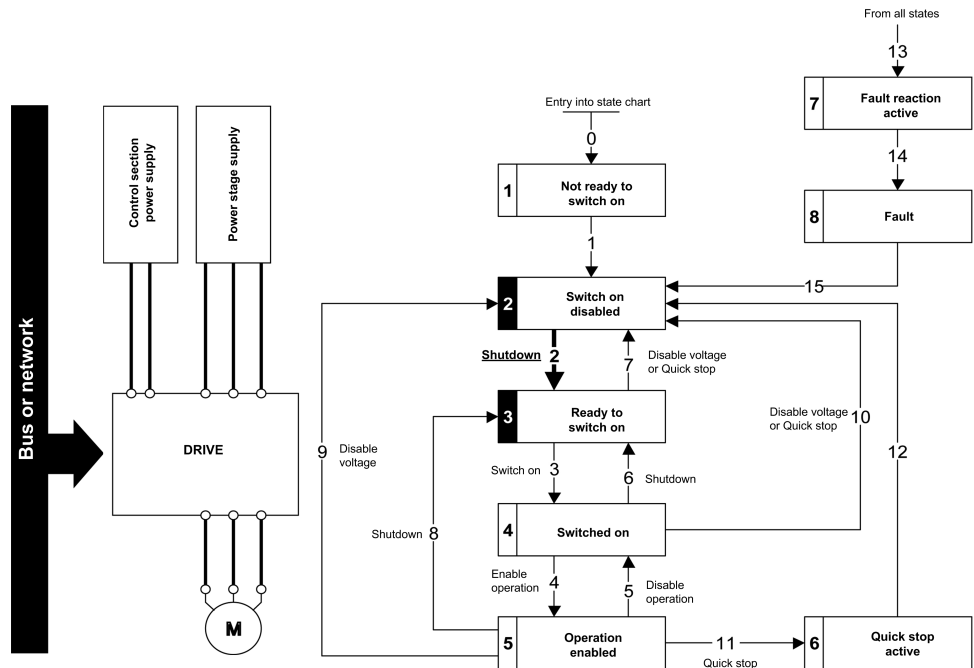 From all states
13
7
Fault reaction
active
14
8
Fault
15
Entry into state chart
0
1
Not ready to
switch on
1
2
Switch on
disabled
Shutdown 2
7
Disable voltage
or Quick stop
3
Ready to
switch on
Switch on 3
6 Shutdown
4
Switched on
Enable
operation
4
5
Disable
operation
5
Operation
enabled
11
Quick stop
6
Quick stop
active
Disable voltage
or Quick stop
10
12
9
Disable
voltage
Shutdown 8
Bus or network
Control section
power supply
Power stage supply
DRIVE
M